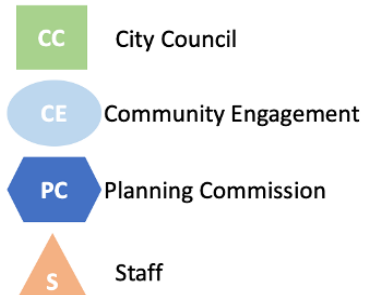 CC City Council
CE Community Engagement
PC Planning Commission
S Staff